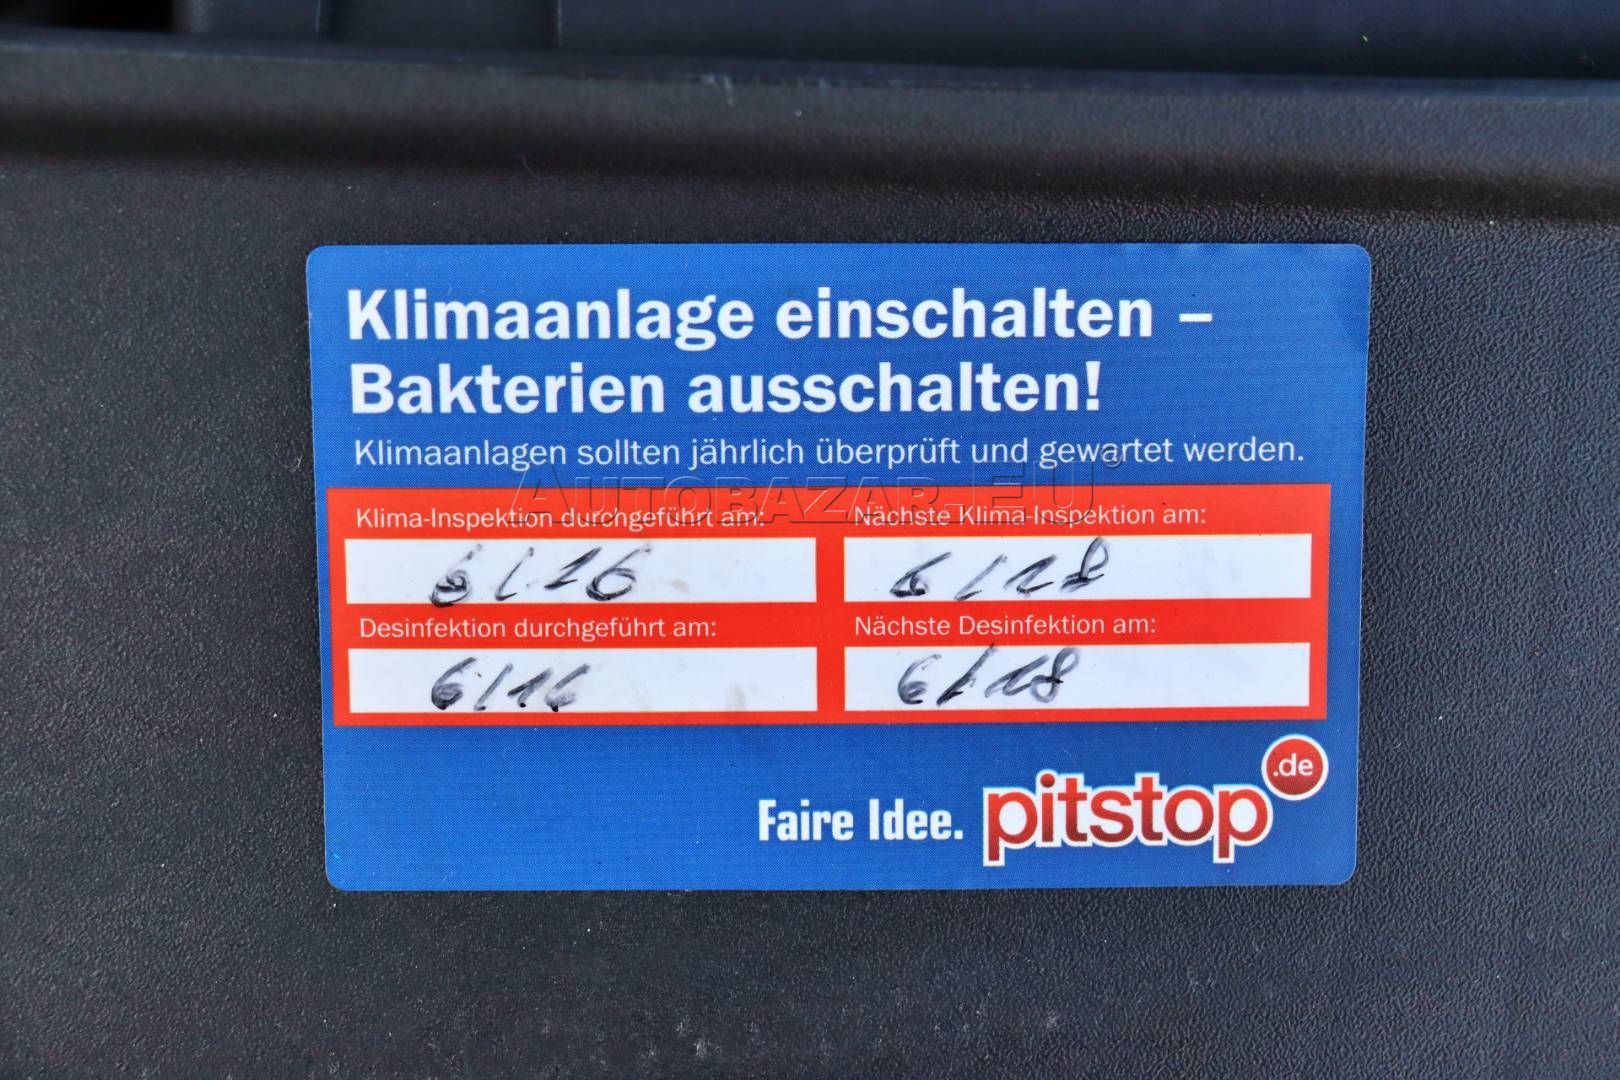 Klimaanlage einschalten –
Bakterien ausschalten!
Klimaanlagen sollten jährlich überprüft und gewartet werden.
AUTOBAZAR.EU
Klima-Inspektion durchgeführt am: Nächste Klima-Inspektion am:
6/16 6/18
Desinfektion durchgeführt am: Nächste Desinfektion am:
6/16 6/18
Faire Idee. pitstop.de